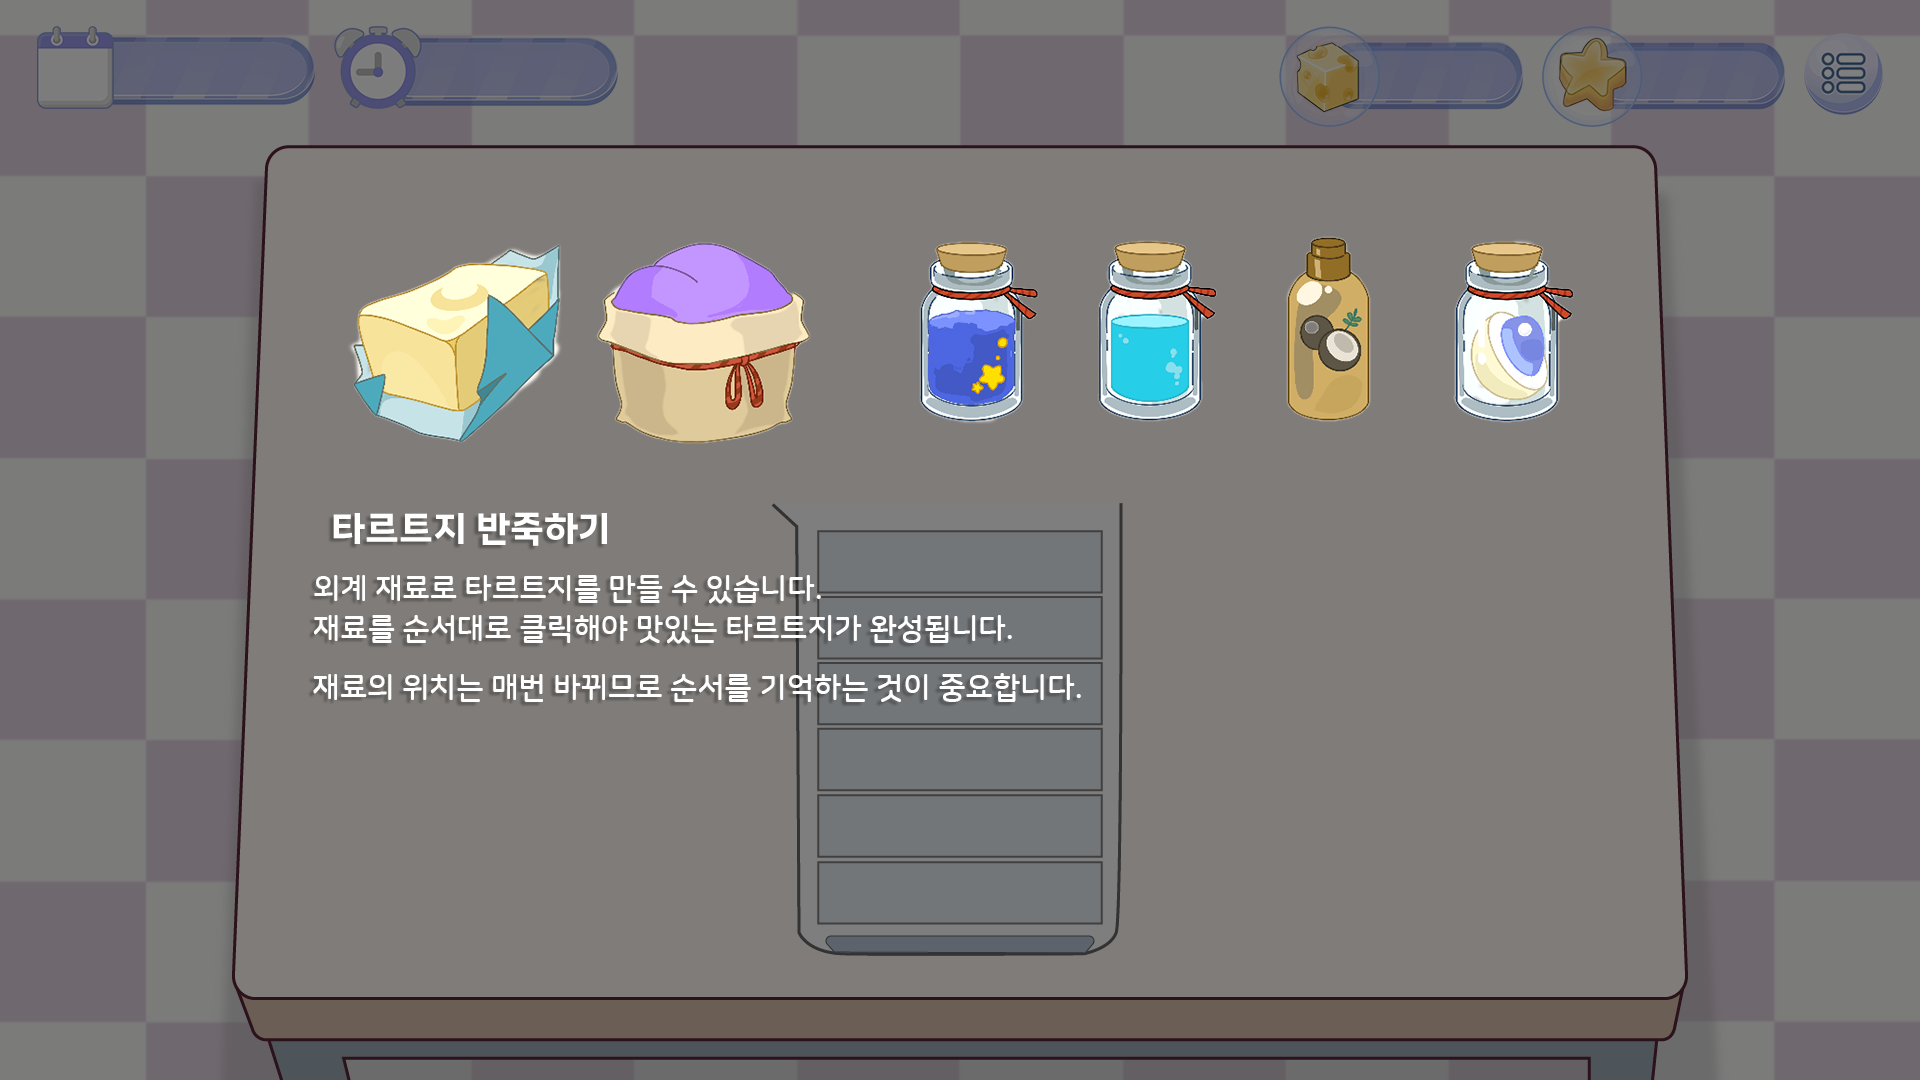 타르트지 반죽하기
외계 재료로 타르트지를 만들 수 있습니다.
재료를 순서대로 클릭해야 맛있는 타르트지가 완성됩니다.
재료의 위치는 매번 바뀌므로 순서를 기억하는 것이 중요합니다.